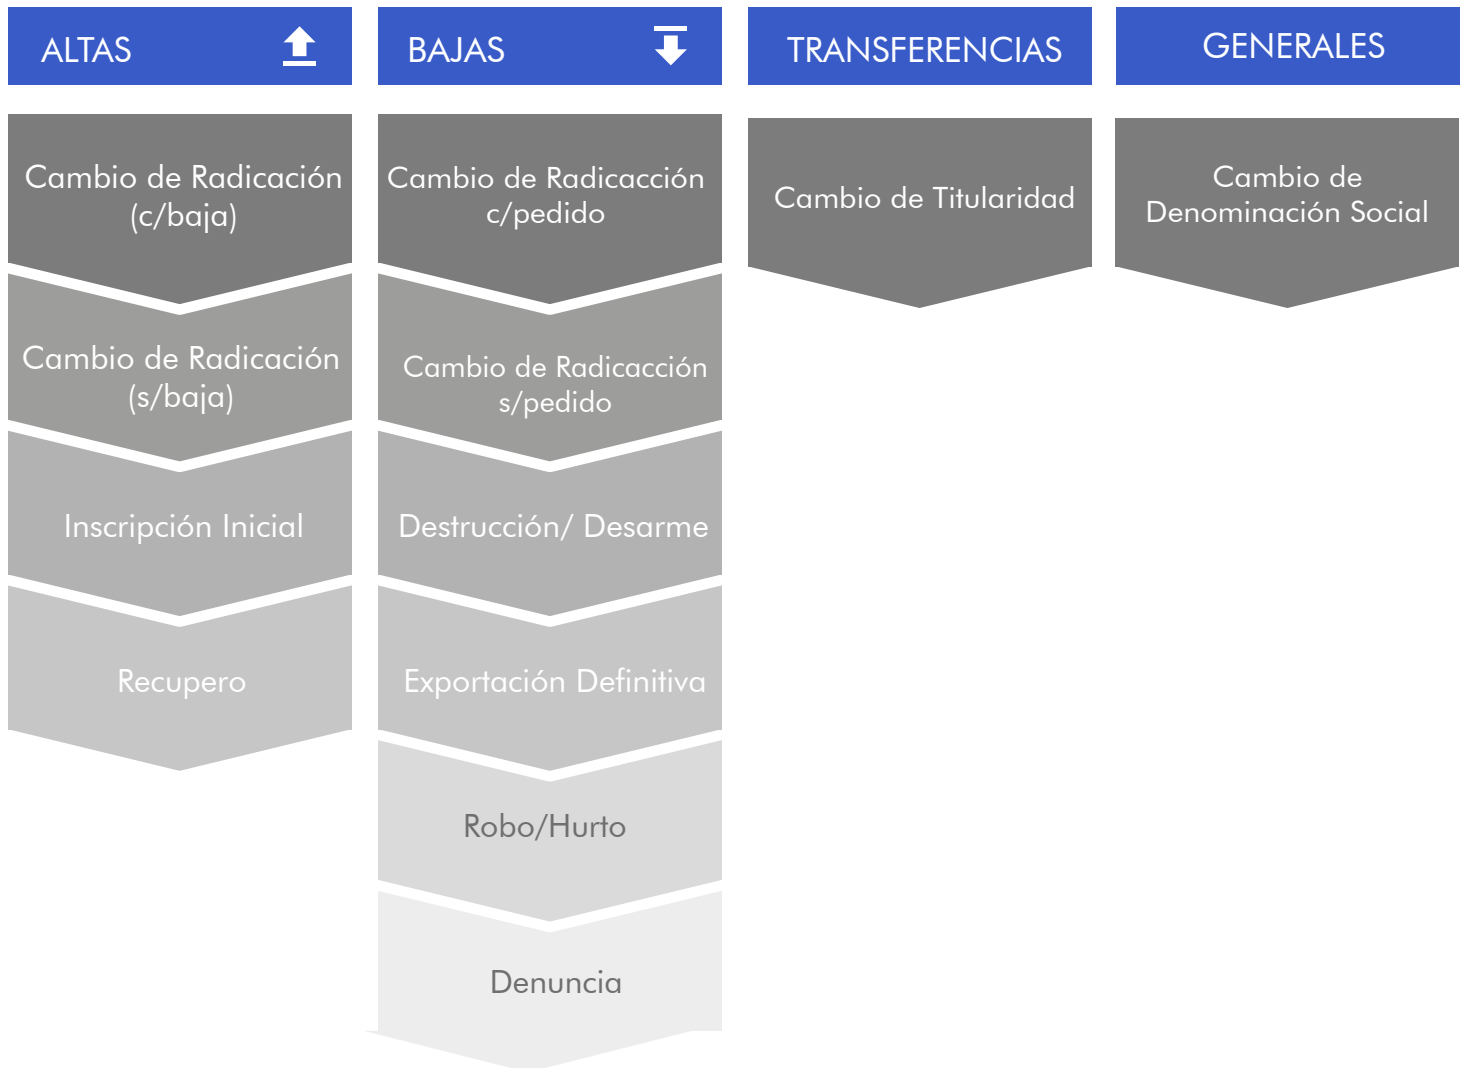 ALTAS
Cambio de Radicación
(c/baja)
Cambio de Radicación
(s/baja)
Inscripción Inicial
Recupero
BAJAS
Cambio de Radicacción
c/pedido
Cambio de Radicacción
s/pedido
Destrucción/ Desarme
Exportación Definitiva
Robo/Hurto
Denuncia
TRANSFERENCIAS
Cambio de Titularidad
GENERALES
Cambio de
Denominación Social